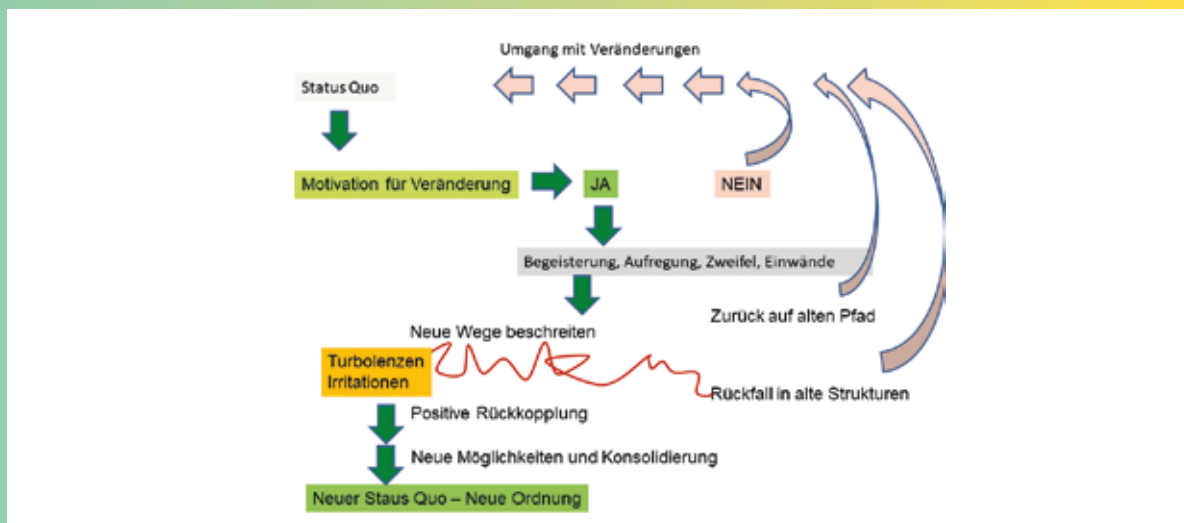 Umgang mit Veränderungen
Status Quo
Motivation für Veränderung
JA
NEIN
Begeisterung, Aufregung, Zweifel, Einwände
Zurück auf alten Pfad
Neue Wege beschreiten
Turbolenzen
Irritationen
Rückfall in alte Strukturen
Positive Rückkopplung
Neue Möglichkeiten und Konsolidierung
Neuer Staus Quo – Neue Ordnung